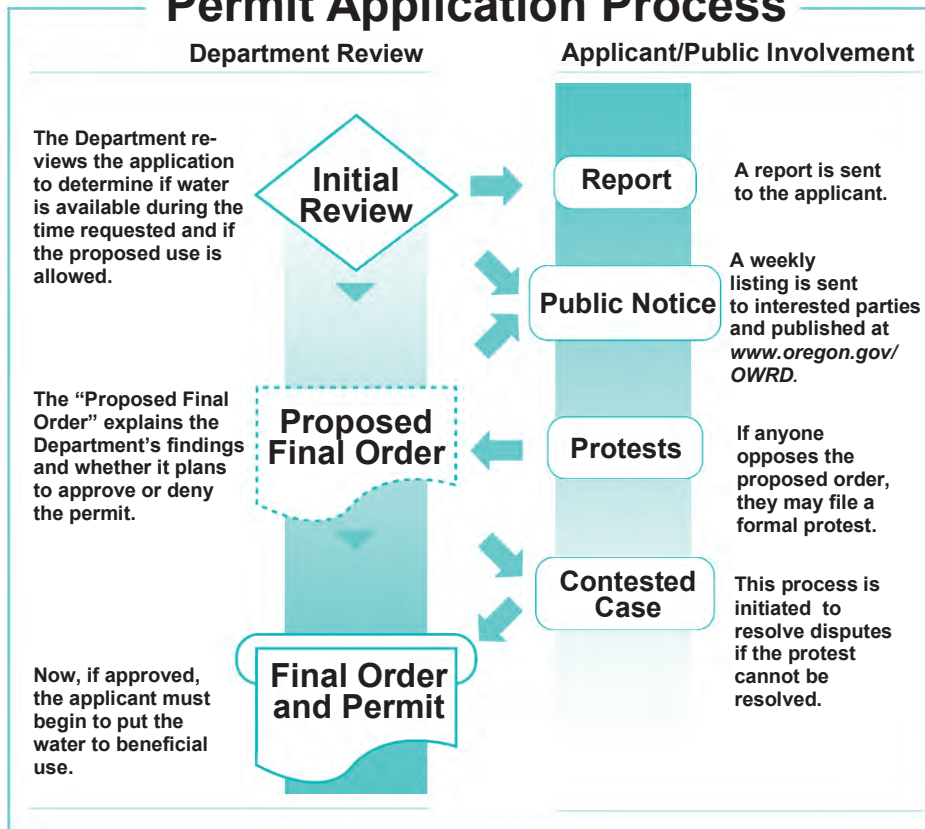 Permit Application Process
Department Review
Applicant/Public Involvement
The Department re-
views the application
to determine if water
is available during the
time requested and if
the proposed use is
allowed.
Initial
Review
Report
A report is sent
to the applicant.
Public Notice
A weekly
listing is sent
to interested parties
and published at
www.oregon.gov/
OWRD.
The “Proposed Final
Order” explains the
Department’s findings
and whether it plans
to approve or deny
the permit.
Proposed
Final Order
Protests
If anyone
opposes the
proposed order,
they may file a
formal protest.
Contested
Case
This process is
initiated to
resolve disputes
if the protest
cannot be
resolved.
Now, if approved,
the applicant must
begin to put the
water to beneficial
use.
Final Order
and Permit